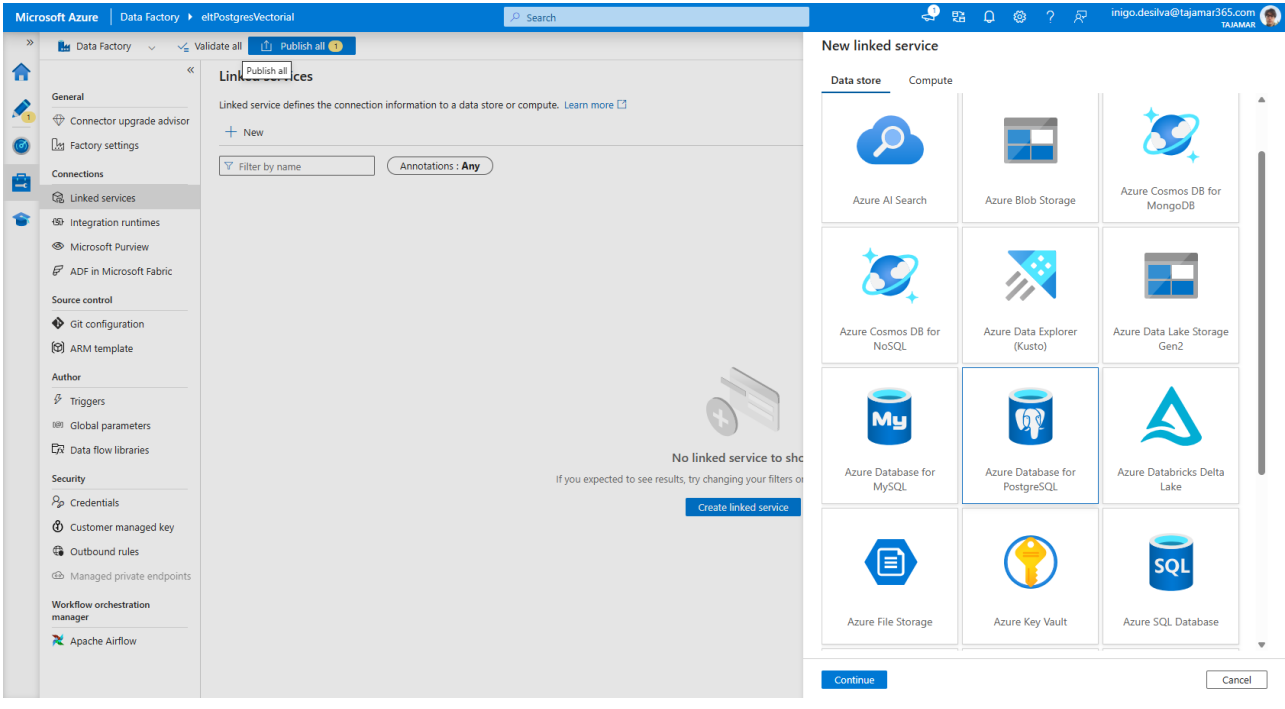 Microsoft Azure
Data Factory
eltPostgresVectorial
Search
1
inigo.desilva@tajamar365.com
TAJAMAR
Data Factory
Validate all
Publish all
1
Publish all
1
General
Connector upgrade advisor
Factory settings
Connections
Linked services
Integration runtimes
Microsoft Purview
ADF in Microsoft Fabric
Source control
Git configuration
ARM template
Author
Triggers
Global parameters
Data flow libraries
Security
Credentials
Customer managed key
Outbound rules
Managed private endpoints
Workflow orchestration
manager
Apache Airflow
Linked services
Linked service defines the connection information to a data store or compute. Learn more
New
Filter by name
Annotations : Any
No linked service to sho
If you expected to see results, try changing your filters or
Create linked service
New linked service
Data store
Compute
Azure AI Search
Azure Blob Storage
Azure Cosmos DB for
MongoDB
Azure Cosmos DB for
NoSQL
Azure Data Explorer
(Kusto)
Azure Data Lake Storage
Gen2
My
Azure Database for
MySQL
Azure Database for
PostgreSQL
Azure Databricks Delta
Lake
Azure File Storage
Azure Key Vault
SQL
Azure SQL Database
Continue
Cancel